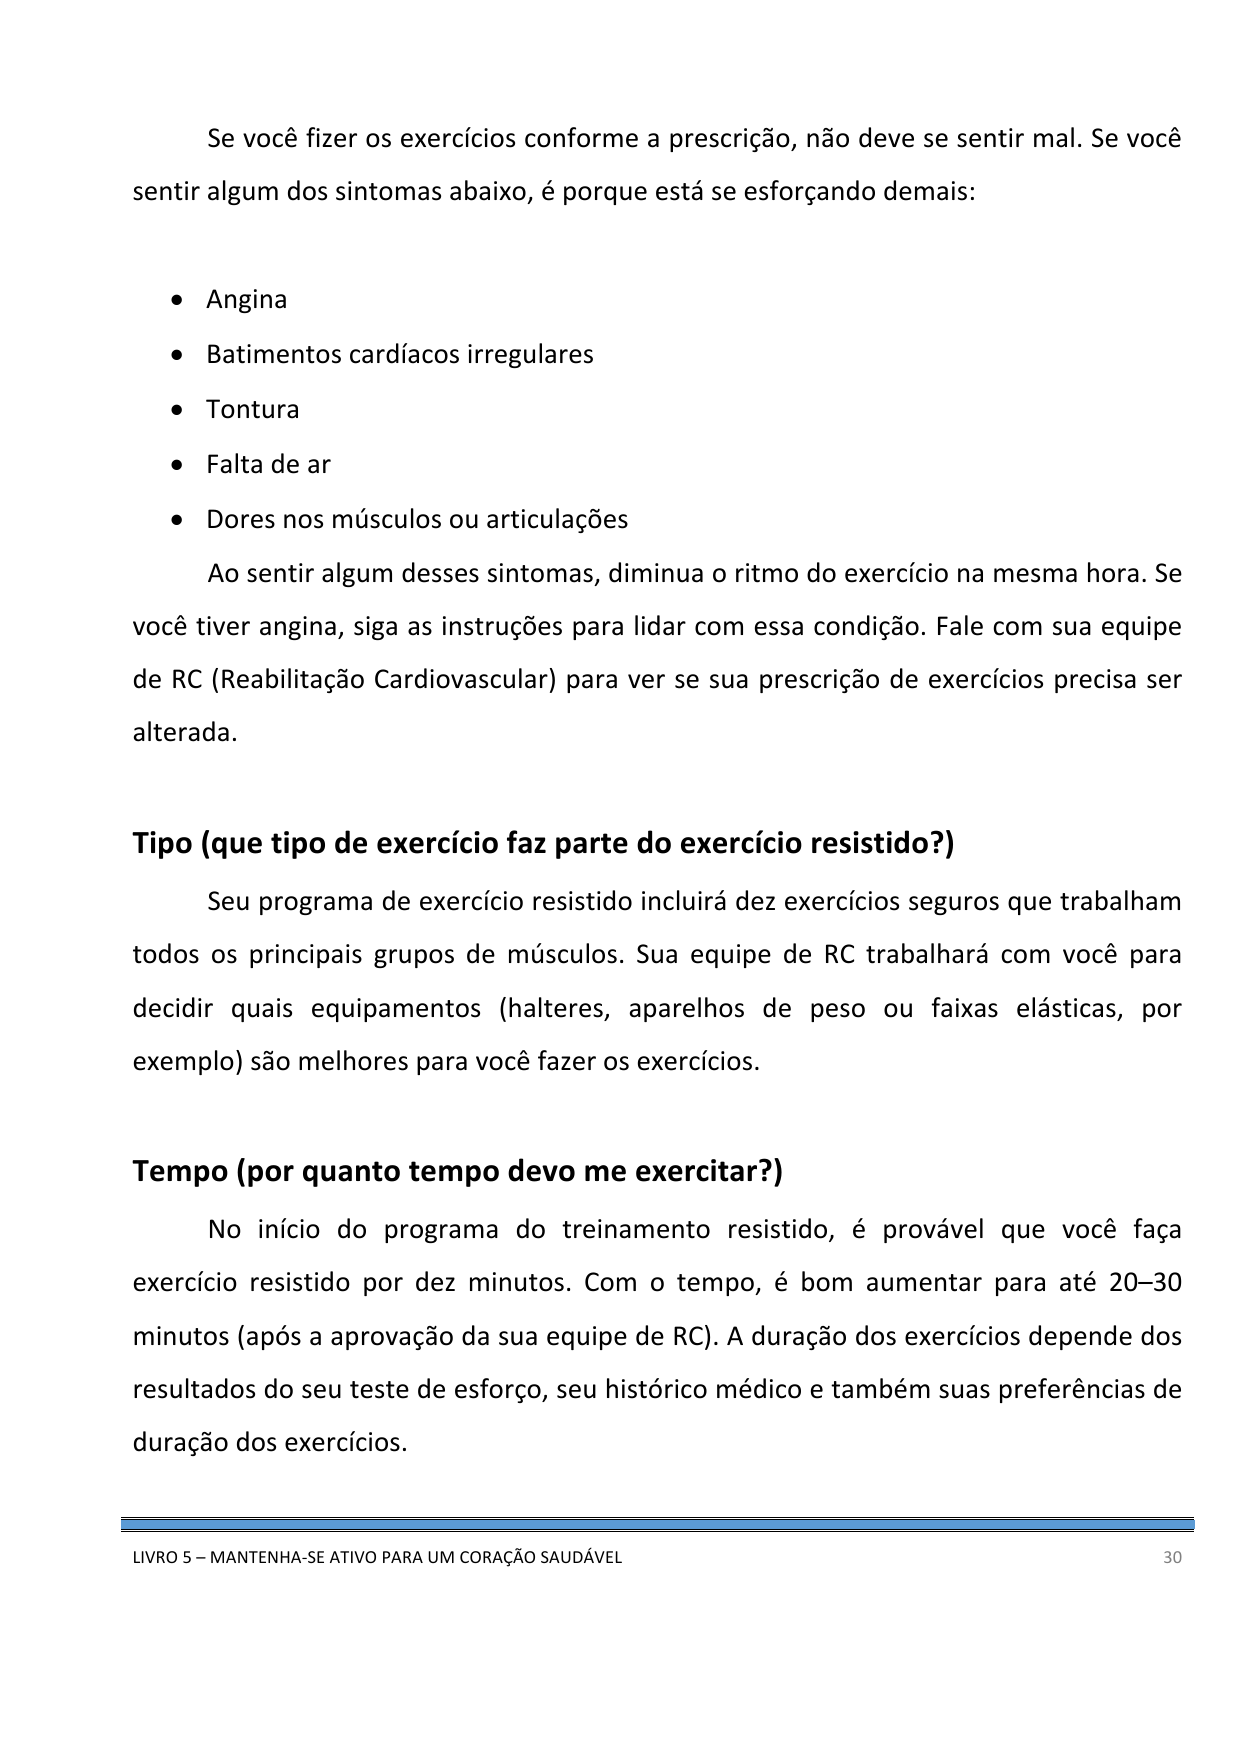 Se você fizer os exercícios conforme a prescrição, não deve se sentir mal. Se você
sentir algum dos sintomas abaixo, é porque está se esforçando demais:
• Angina
• Batimentos cardíacos irregulares
• Tontura
• Falta de ar
• Dores nos músculos ou articulações
Ao sentir algum desses sintomas, diminua o ritmo do exercício na mesma hora. Se
você tiver angina, siga as instruções para lidar com essa condição. Fale com sua equipe
de RC (Reabilitação Cardiovascular) para ver se sua prescrição de exercícios precisa ser
alterada.
Tipo (que tipo de exercício faz parte do exercício resistido?)
Seu programa de exercício resistido incluirá dez exercícios seguros que trabalham
todos os principais grupos de músculos. Sua equipe de RC trabalhará com você para
decidir quais equipamentos (halteres, aparelhos de peso ou faixas elásticas, por
exemplo) são melhores para você fazer os exercícios.
Tempo (por quanto tempo devo me exercitar?)
No início do programa do treinamento resistido, é provável que você faça
exercício resistido por dez minutos. Com o tempo, é bom aumentar para até 20–30
minutos (após a aprovação da sua equipe de RC). A duração dos exercícios depende dos
resultados do seu teste de esforço, seu histórico médico e também suas preferências de
duração dos exercícios.
LIVRO 5 – MANTENHA-SE ATIVO PARA UM CORAÇÃO SAUDÁVEL 30